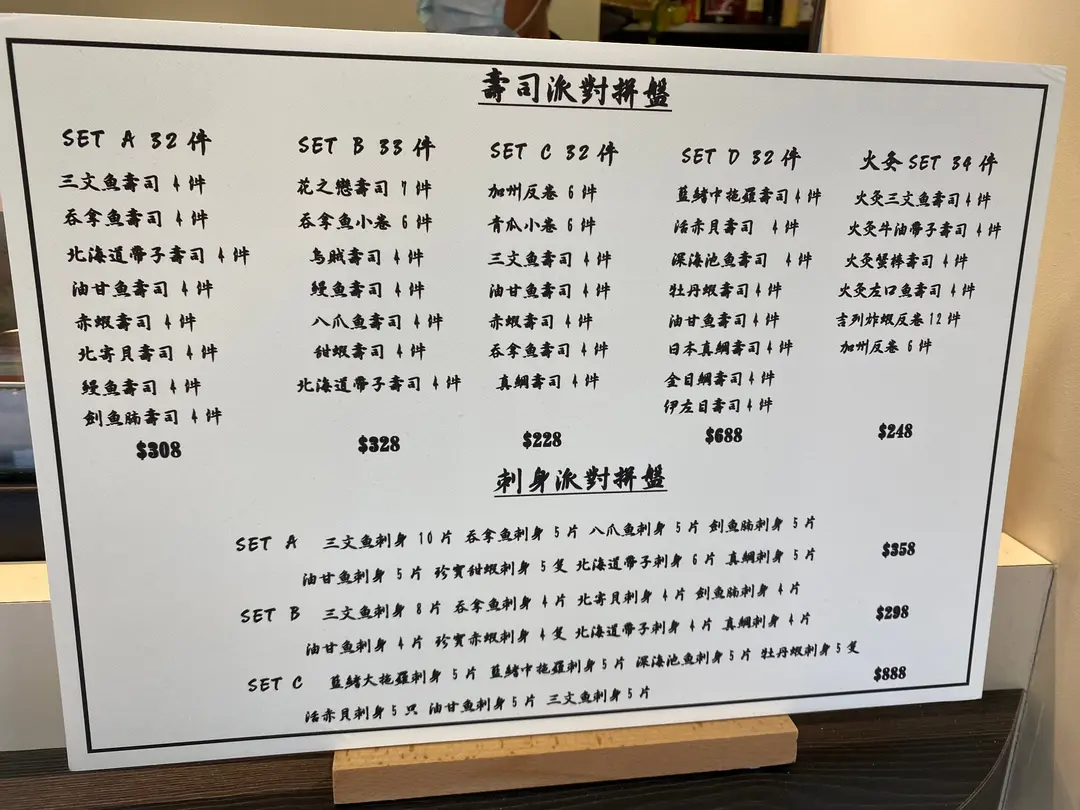 壽司派對拼盤
SET A 32件
三文魚壽司 4件
吞拿魚壽司 4件
北海道帶子壽司 4件
油甘魚壽司 4件
赤蝦壽司 4件
北寄貝壽司 4件
鰻魚壽司 4件
劍魚腩壽司 4件
$308
SET B 33件
花之戀壽司 7件
吞拿魚小卷 6件
烏賊壽司 4件
鰻魚壽司 4件
八爪魚壽司 4件
甜蝦壽司 4件
北海道帶子壽司 4件
$328
SET C 32件
加州反卷 6件
青瓜小卷 6件
三文魚壽司 4件
油甘魚壽司 4件
赤蝦壽司 4件
吞拿魚壽司 4件
真鯛壽司 4件
$228
SET D 32件
藍鰭中拖羅壽司4件
活赤貝壽司 4件
深海池魚壽司 4件
牡丹蝦壽司4件
油甘魚壽司4件
日本真鯛壽司4件
金目鯛壽司4件
伊左目壽司4件
$688
火炙SET 34件
火炙三文魚壽司4件
火炙牛油帶子壽司4件
火炙蟹棒壽司4件
火炙左口魚壽司4件
吉列炸蝦反卷12件
加州反卷 6件
$248
刺身派對拼盤
SET A 三文魚刺身 10片 吞拿魚刺身 5片 八爪魚刺身 5片 劍魚腩刺身 5片
油甘魚刺身 5片 珍寶甜蝦刺身 5隻 北海道帶子刺身 6片 真鯛刺身 5片
$358
SET B 三文魚刺身 8片 吞拿魚刺身 4片 北寄貝刺身 4片 劍魚腩刺身 4片
油甘魚刺身 4片 珍寶赤蝦刺身 4隻 北海道帶子刺身 4片 真鯛刺身 4片
$298
SET C 藍鰭大拖羅刺身 5片 藍鰭中拖羅刺身5片 深海池魚刺身5片 牡丹蝦刺身5隻
活赤貝刺身5只 油甘魚刺身5片 三文魚刺身5片
$888